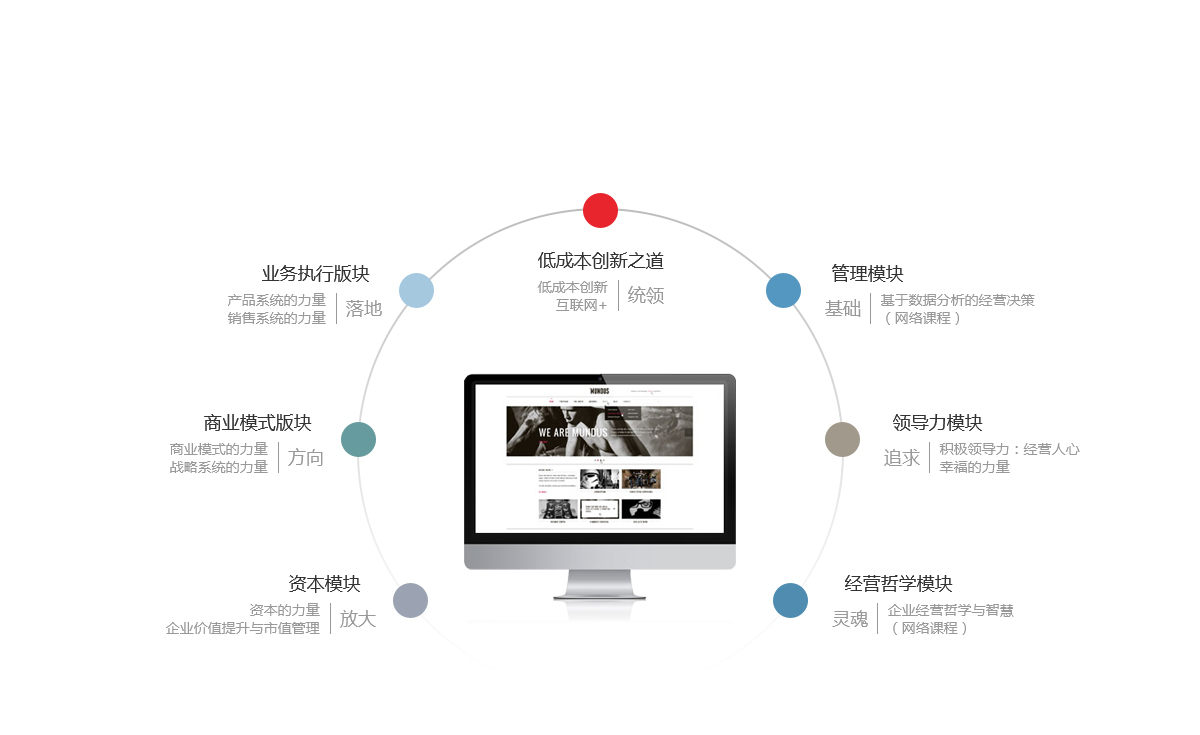 低成本创新之道
低成本创新
互联网+
统领
业务执行版块
产品系统的力量
销售系统的力量
落地
管理模块
基础
基于数据分析的经营决策
（网络课程）
商业模式版块
商业模式的力量
战略系统的力量
方向
领导力模块
追求
积极领导力：经营人心
幸福的力量
资本模块
资本的力量
企业价值提升与市值管理
放大
经营哲学模块
灵魂
企业经营哲学与智慧
（网络课程）
MUNDUS
WE ARE MUNDUS